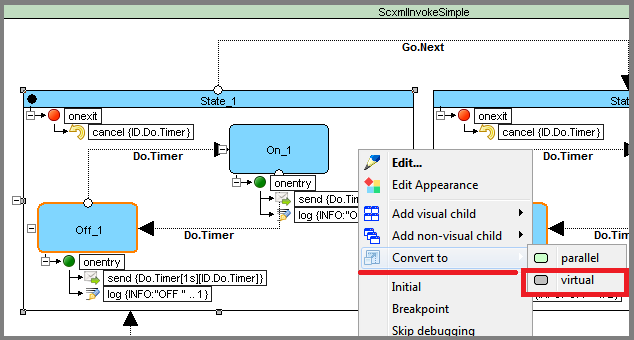 ScxmlInvokeSimple
Go.Next
State_1
onexit
cancel {ID.Do.Timer}
On_1
Do.Timer
onentry
send {Do.Timer
log {INFO:"O
Off_1
Do.Timer
onentry
send {Do.Timer[1s][ID.Do.Timer]}
log {INFO:"OFF " .. 1 }
onexit
cancel {ID.Do.Timer}
Do.Timer
Edit...
Edit Appearance
Add visual child
Add non-visual child
Convert to
Initial
Breakpoint
Skip debugging
parallel
virtual